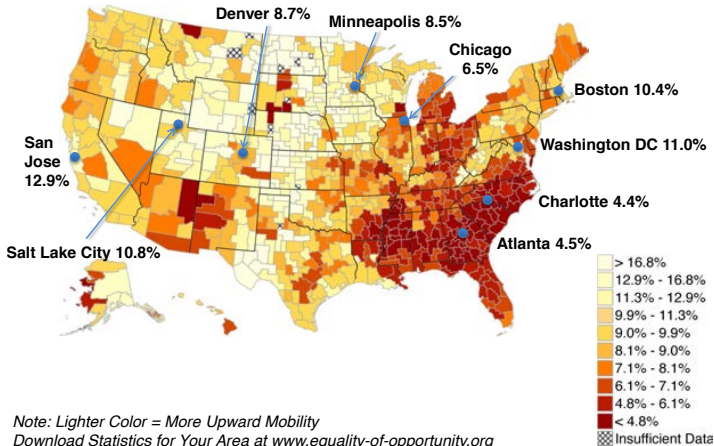 Denver 8.7%
Minneapolis 8.5%
Chicago
6.5%
Boston 10.4%
San
Jose
12.9%
Washington DC 11.0%
Charlotte 4.4%
Salt Lake City 10.8%
Atlanta 4.5%
> 16.8%
12.9% - 16.8%
11.3% - 12.9%
9.9% - 11.3%
9.0% - 9.9%
8.1% - 9.0%
7.1% - 8.1%
6.1% - 7.1%
4.8% - 6.1%
< 4.8%
Insufficient Data
Note: Lighter Color = More Upward Mobility
Download Statistics for Your Area at www.equality-of-opportunity.org